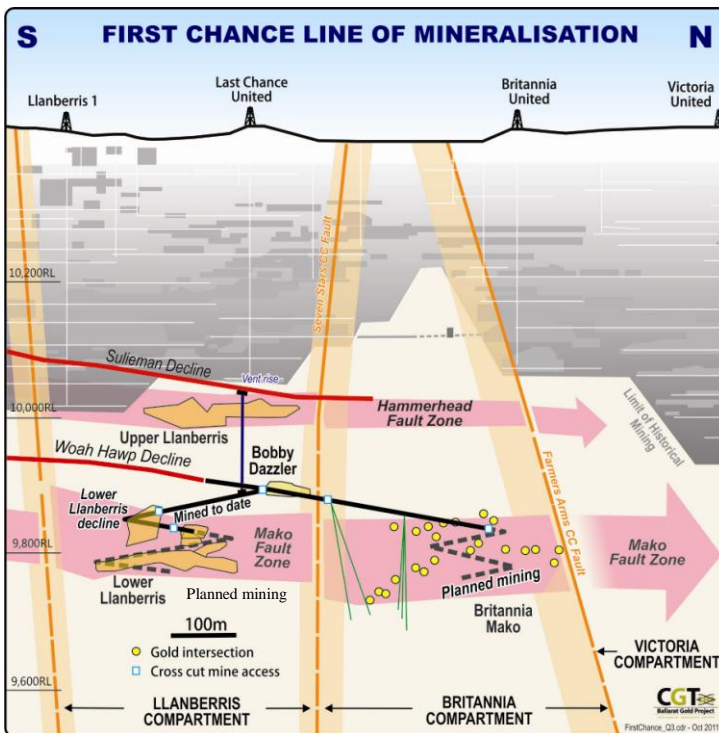 S
FIRST CHANCE LINE OF MINERALISATION
N
Llanberris 1
Last Chance
United
Britannia
United
Victoria
United
10,200RL
Seven Stars CC Fault
Sulieman Decline
Vent rise
10,000RL
Upper Llanberris
Hammerhead
Fault Zone
Limit of Historical
Mining
Woah Hawp Decline
Bobby
Dazzler
Farmers Arms CC Fault
Lower
Llanberris
decline
Mined to date
9,800RL
Mako
Fault
Zone
Mako
Fault Zone
Planned mining
Lower
Llanberris
Planned mining
Britannia
Mako
100m
Gold intersection
Cross cut mine access
VICTORIA
COMPARTMENT
9,600RL
LLANBERRIS
COMPARTMENT
BRITANNIA
COMPARTMENT
CGT
Ballarat Gold Project
FirstChance_Q3.cdr - Oct 2011